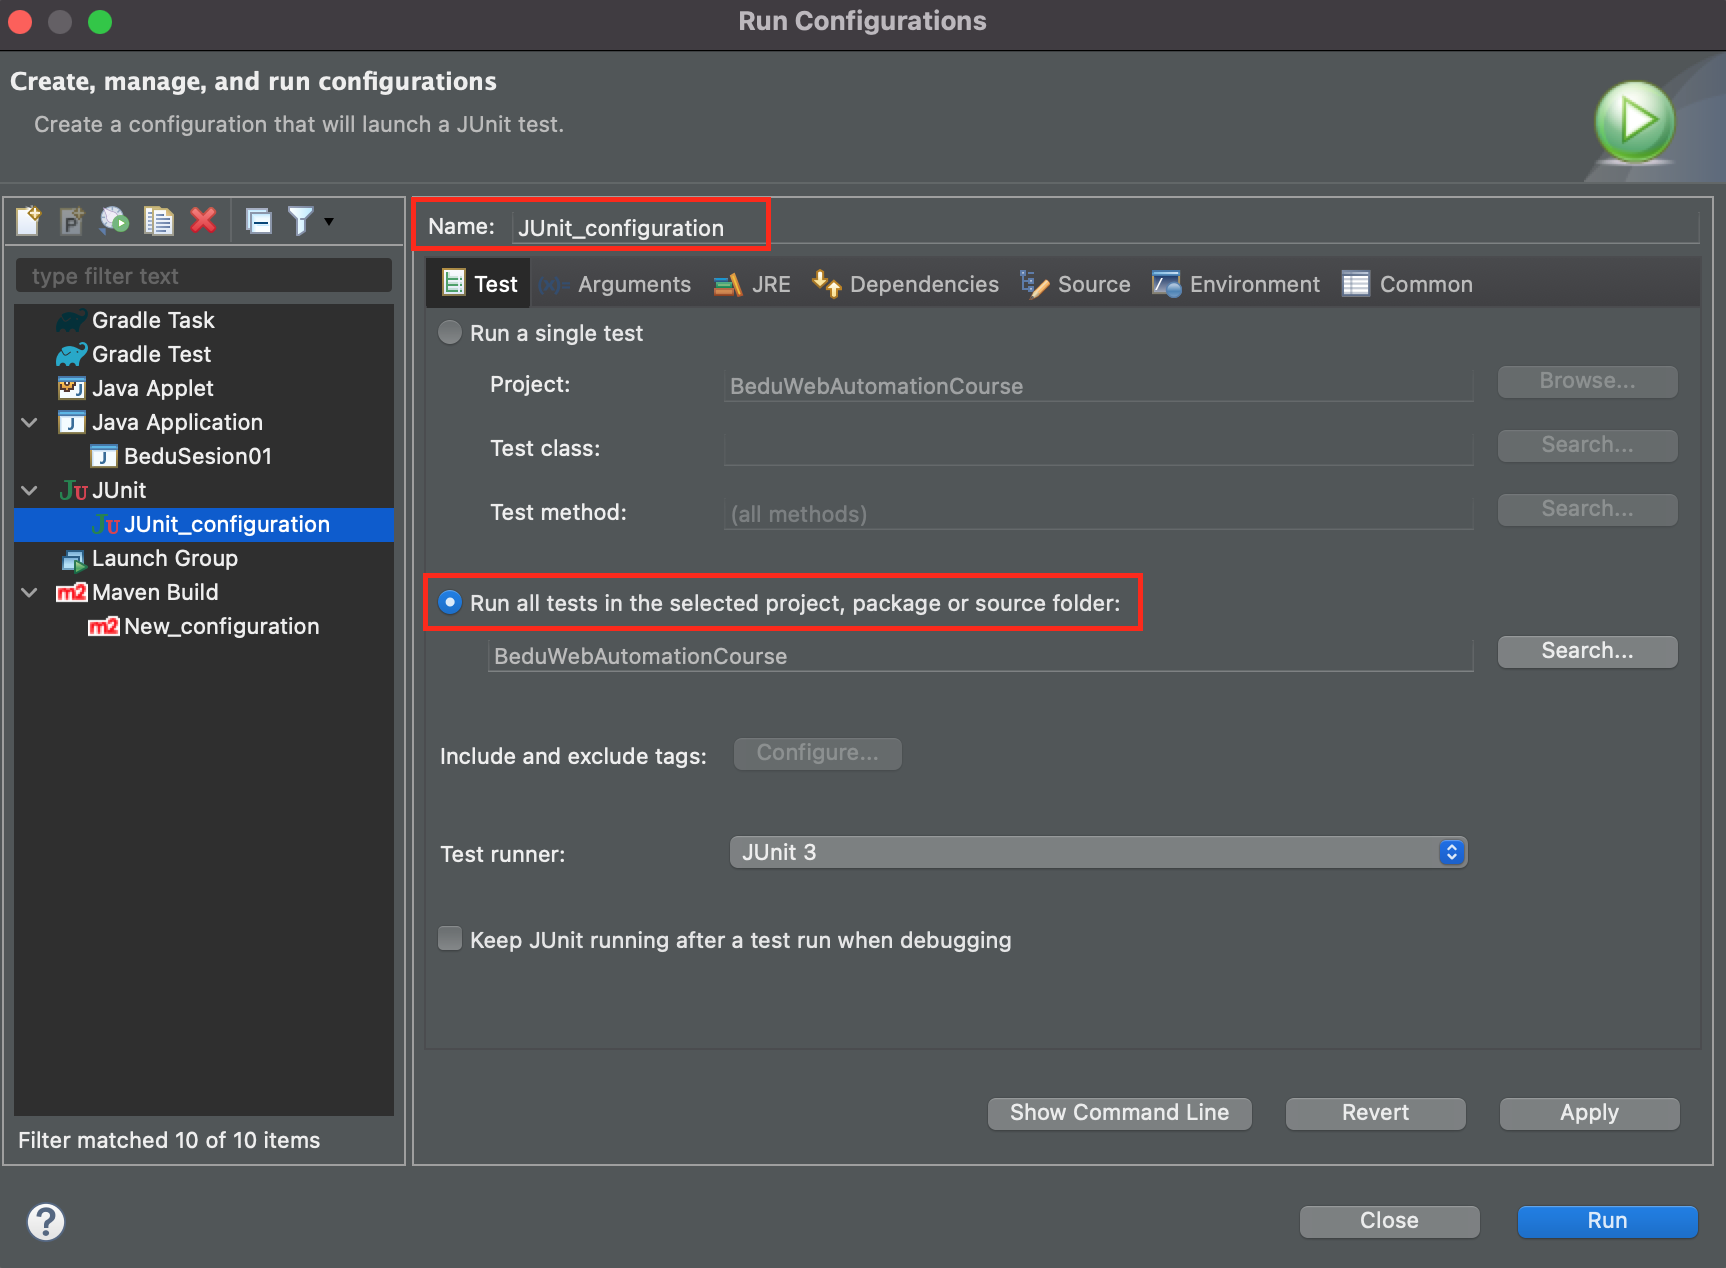 Run Configurations
Create, manage, and run configurations
Create a configuration that will launch a JUnit test.
type filter text
Gradle Task
Gradle Test
Java Applet
Java Application
BeduSesion01
JUnit
JUnit_configuration
Launch Group
Maven Build
New_configuration
Filter matched 10 of 10 items
Name: JUnit_configuration
Test Arguments JRE Dependencies Source Environment Common
Run a single test
Project: BeduWebAutomationCourse Browse...
Test class: Search...
Test method: (all methods) Search...
Run all tests in the selected project, package or source folder:
BeduWebAutomationCourse Search...
Include and exclude tags: Configure...
Test runner: JUnit 3
Keep JUnit running after a test run when debugging
Show Command Line Revert Apply
Close Run